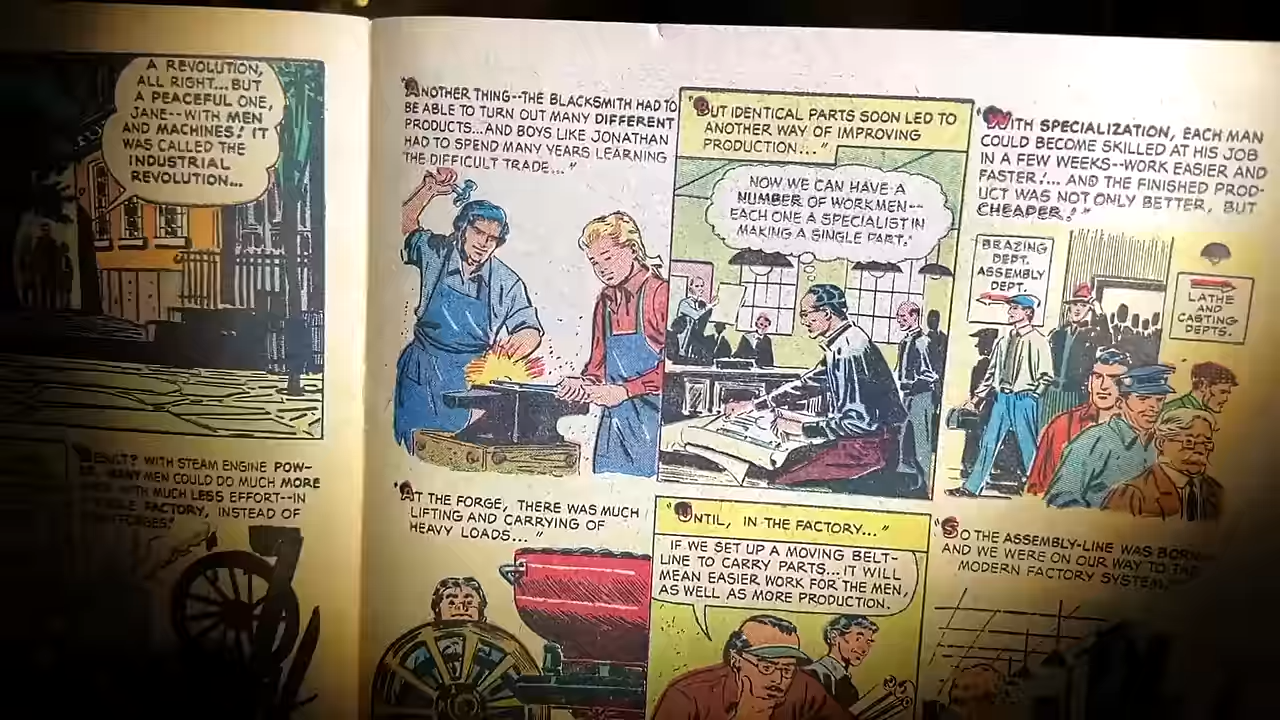 A REVOLUTION,
ALL RIGHT...BUT
A PEACEFUL ONE,
JANE--WITH MEN
AND MACHINES! IT
WAS CALLED THE
INDUSTRIAL
REVOLUTION...
WITH STEAM ENGINE POW-
MANY MEN COULD DO MUCH MORE
WITH MUCH LESS EFFORT--IN
FACTORY, INSTEAD OF
FORGES!
"ANOTHER THING--THE BLACKSMITH HAD TO
BE ABLE TO TURN OUT MANY DIFFERENT
PRODUCTS...AND BOYS LIKE JONATHAN
HAD TO SPEND MANY YEARS LEARNING
THE DIFFICULT TRADE..."
"BUT IDENTICAL PARTS SOON LED TO
ANOTHER WAY OF IMPROVING
PRODUCTION..."
NOW WE CAN HAVE A
NUMBER OF WORKMEN--
EACH ONE A SPECIALIST IN
MAKING A SINGLE PART.
"WITH SPECIALIZATION, EACH MAN
COULD BECOME SKILLED AT HIS JOB
IN A FEW WEEKS--WORK EASIER AND
FASTER!... AND THE FINISHED PROD-
UCT WAS NOT ONLY BETTER, BUT
CHEAPER!"
BRAZING
DEPT.
ASSEMBLY
DEPT.
LATHE
AND
CASTING
DEPTS.
"AT THE FORGE, THERE WAS MUCH
LIFTING AND CARRYING OF
HEAVY LOADS..."
"UNTIL, IN THE FACTORY..."
IF WE SET UP A MOVING BELT-
LINE TO CARRY PARTS...IT WILL
MEAN EASIER WORK FOR THE MEN,
AS WELL AS MORE PRODUCTION.
"SO THE ASSEMBLY-LINE WAS BORN--
AND WE WERE ON OUR WAY TO THE
MODERN FACTORY SYSTEM."